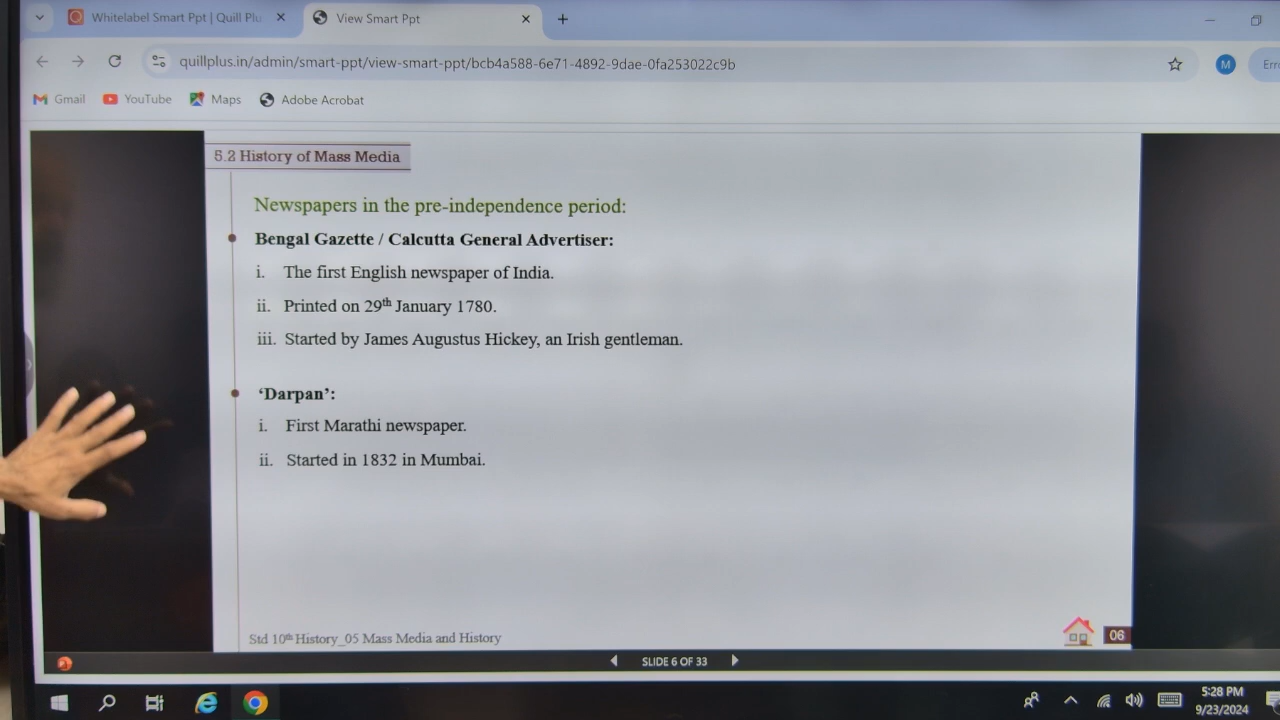 Whitelabel Smart Ppt | Quill Plu
View Smart Ppt
quillplus.in/admin/smart-ppt/view-smart-ppt/bcb4a588-6e71-4892-9dae-0fa253022c9b
M
Gmail YouTube Maps Adobe Acrobat
5.2 History of Mass Media
Newspapers in the pre-independence period:
Bengal Gazette / Calcutta General Advertiser:
i. The first English newspaper of India.
ii. Printed on 29th January 1780.
iii. Started by James Augustus Hickey, an Irish gentleman.
‘Darpan’:
i. First Marathi newspaper.
ii. Started in 1832 in Mumbai.
Std 10th History_05 Mass Media and History
06
SLIDE 6 OF 33
5:28 PM
9/23/2024